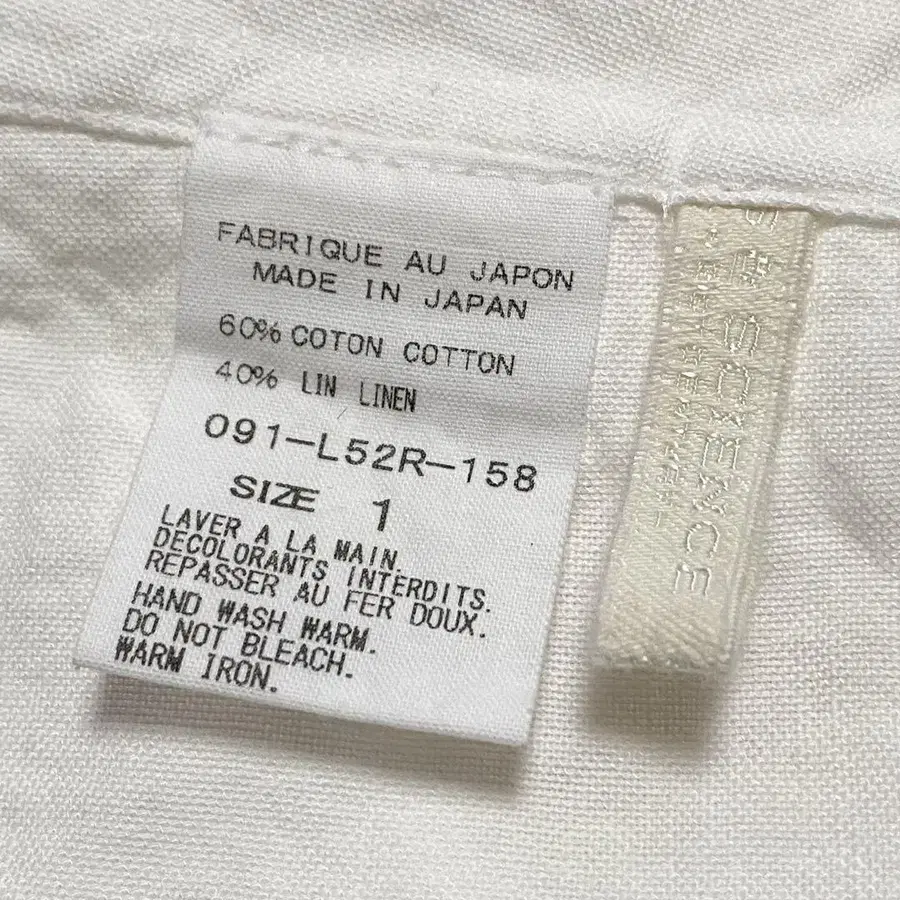 FABRIQUE AU JAPON
MADE IN JAPAN
60% COTON COTTON
40% LIN LINEN
091-L52R-158
SIZE 1
LAVER A LA MAIN.
DECOLORANTS INTERDITS.
REPASSER AU FER DOUX.
HAND WASH WARM.
DO NOT BLEACH.
WARM IRON.